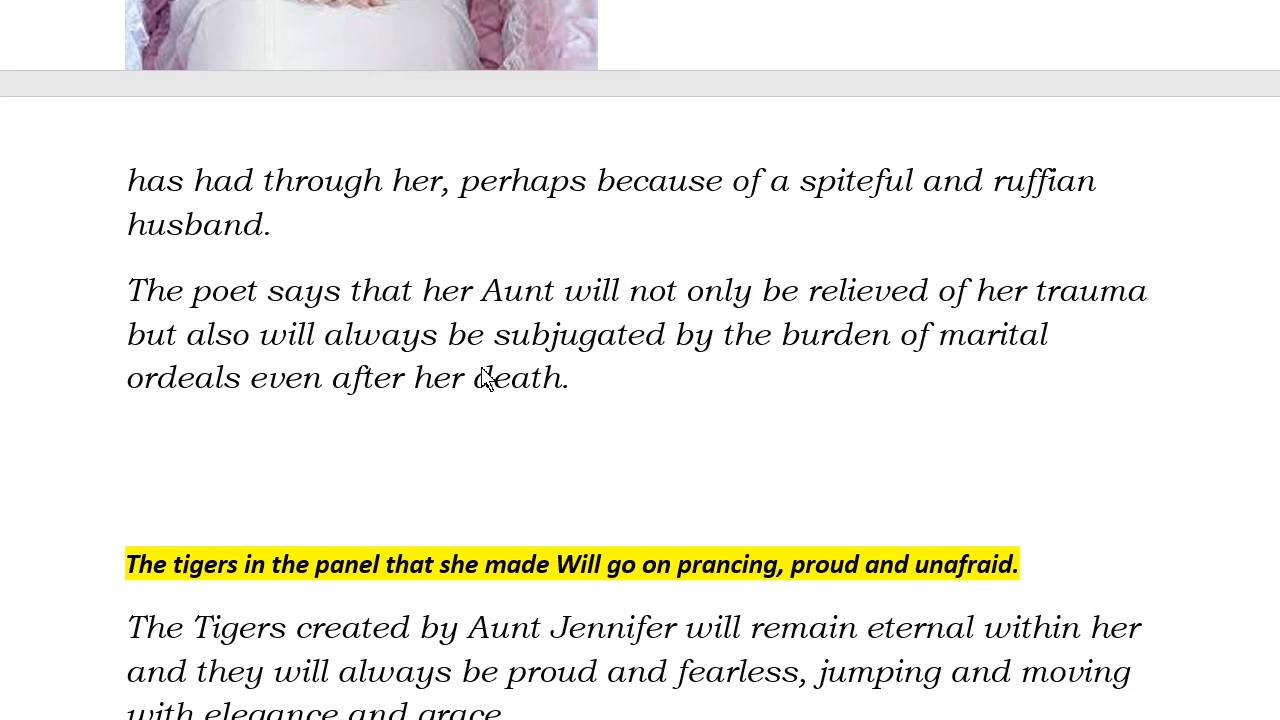 has had through her, perhaps because of a spiteful and ruffian
husband.
The poet says that her Aunt will not only be relieved of her trauma
but also will always be subjugated by the burden of marital
ordeals even after her death.
The tigers in the panel that she made Will go on prancing, proud and unafraid.
The Tigers created by Aunt Jennifer will remain eternal within her
and they will always be proud and fearless, jumping and moving
with elegance and grace